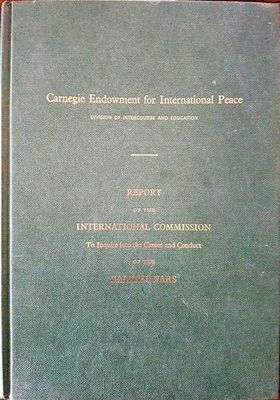 Carnegie Endowment for International Peace
DIVISION OF INTERCOURSE AND EDUCATION
REPORT
OF THE
INTERNATIONAL COMMISSION
To Inquire into the Causes and Conduct
OF THE
BALKAN WARS